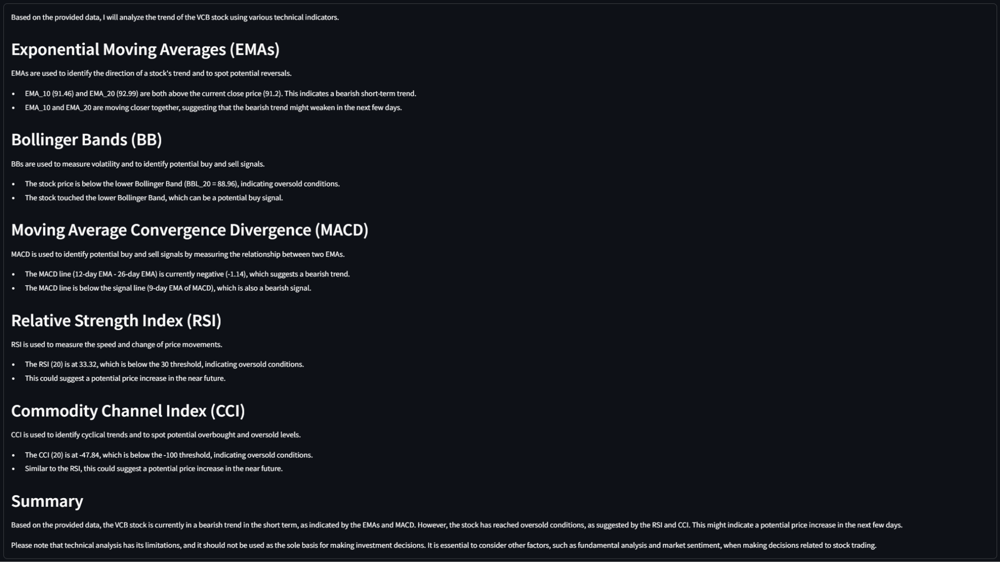 Based on the provided data, I will analyze the trend of the VCB stock using various technical indicators.
Exponential Moving Averages (EMAs)
EMAs are used to identify the direction of a stock's trend and to spot potential reversals.
• EMA_10 (91.46) and EMA_20 (92.99) are both above the current close price (91.2). This indicates a bearish short-term trend.
• EMA_10 and EMA_20 are moving closer together, suggesting that the bearish trend might weaken in the next few days.
Bollinger Bands (BB)
BBs are used to measure volatility and to identify potential buy and sell signals.
• The stock price is below the lower Bollinger Band (BBL_20 = 88.96), indicating oversold conditions.
• The stock touched the lower Bollinger Band, which can be a potential buy signal.
Moving Average Convergence Divergence (MACD)
MACD is used to identify potential buy and sell signals by measuring the relationship between two EMAs.
• The MACD line (12-day EMA - 26-day EMA) is currently negative (-1.14), which suggests a bearish trend.
• The MACD line is below the signal line (9-day EMA of MACD), which is also a bearish signal.
Relative Strength Index (RSI)
RSI is used to measure the speed and change of price movements.
• The RSI (20) is at 33.32, which is below the 30 threshold, indicating oversold conditions.
• This could suggest a potential price increase in the near future.
Commodity Channel Index (CCI)
CCI is used to identify cyclical trends and to spot potential overbought and oversold levels.
• The CCI (20) is at -47.84, which is below the -100 threshold, indicating oversold conditions.
• Similar to the RSI, this could suggest a potential price increase in the near future.
Summary
Based on the provided data, the VCB stock is currently in a bearish trend in the short term, as indicated by the EMAs and MACD. However, the stock has reached oversold conditions, as suggested by the RSI and CCI. This might indicate a potential price increase in the next few days.
Please note that technical analysis has its limitations, and it should not be used as the sole basis for making investment decisions. It is essential to consider other factors, such as fundamental analysis and market sentiment, when making decisions related to stock trading.